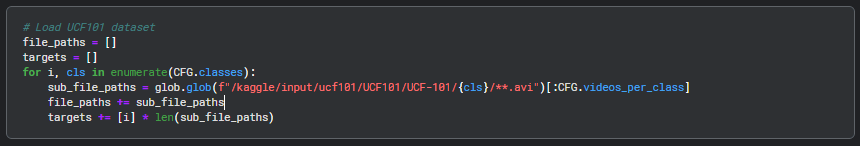 # Load UCF101 dataset
file_paths = []
targets = []
for i, cls in enumerate(CFG.classes):
    sub_file_paths = glob.glob(f"/kaggle/input/ucf101/UCF101/UCF-101/{cls}/**.avi")[:CFG.videos_per_class]
    file_paths += sub_file_paths
    targets += [i] * len(sub_file_paths)